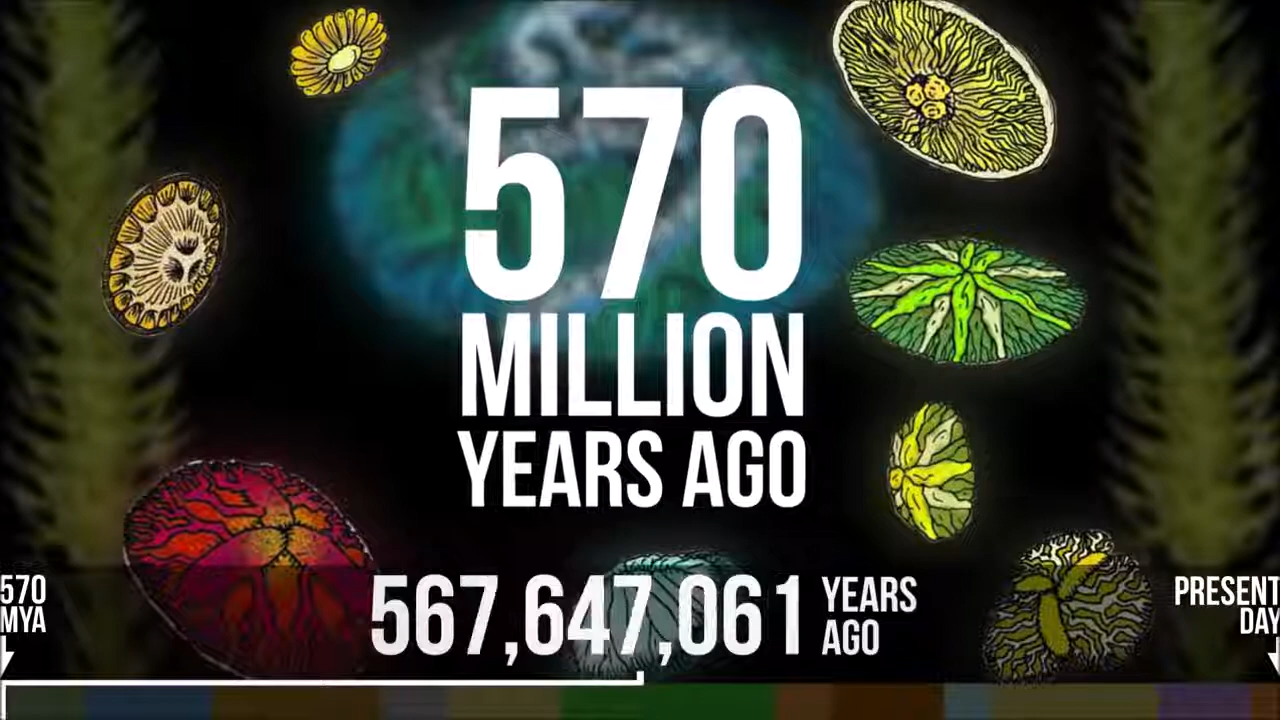 570
MILLION
YEARS AGO
567,647,061 YEARS
AGO
570
MYA
PRESENT
DAY